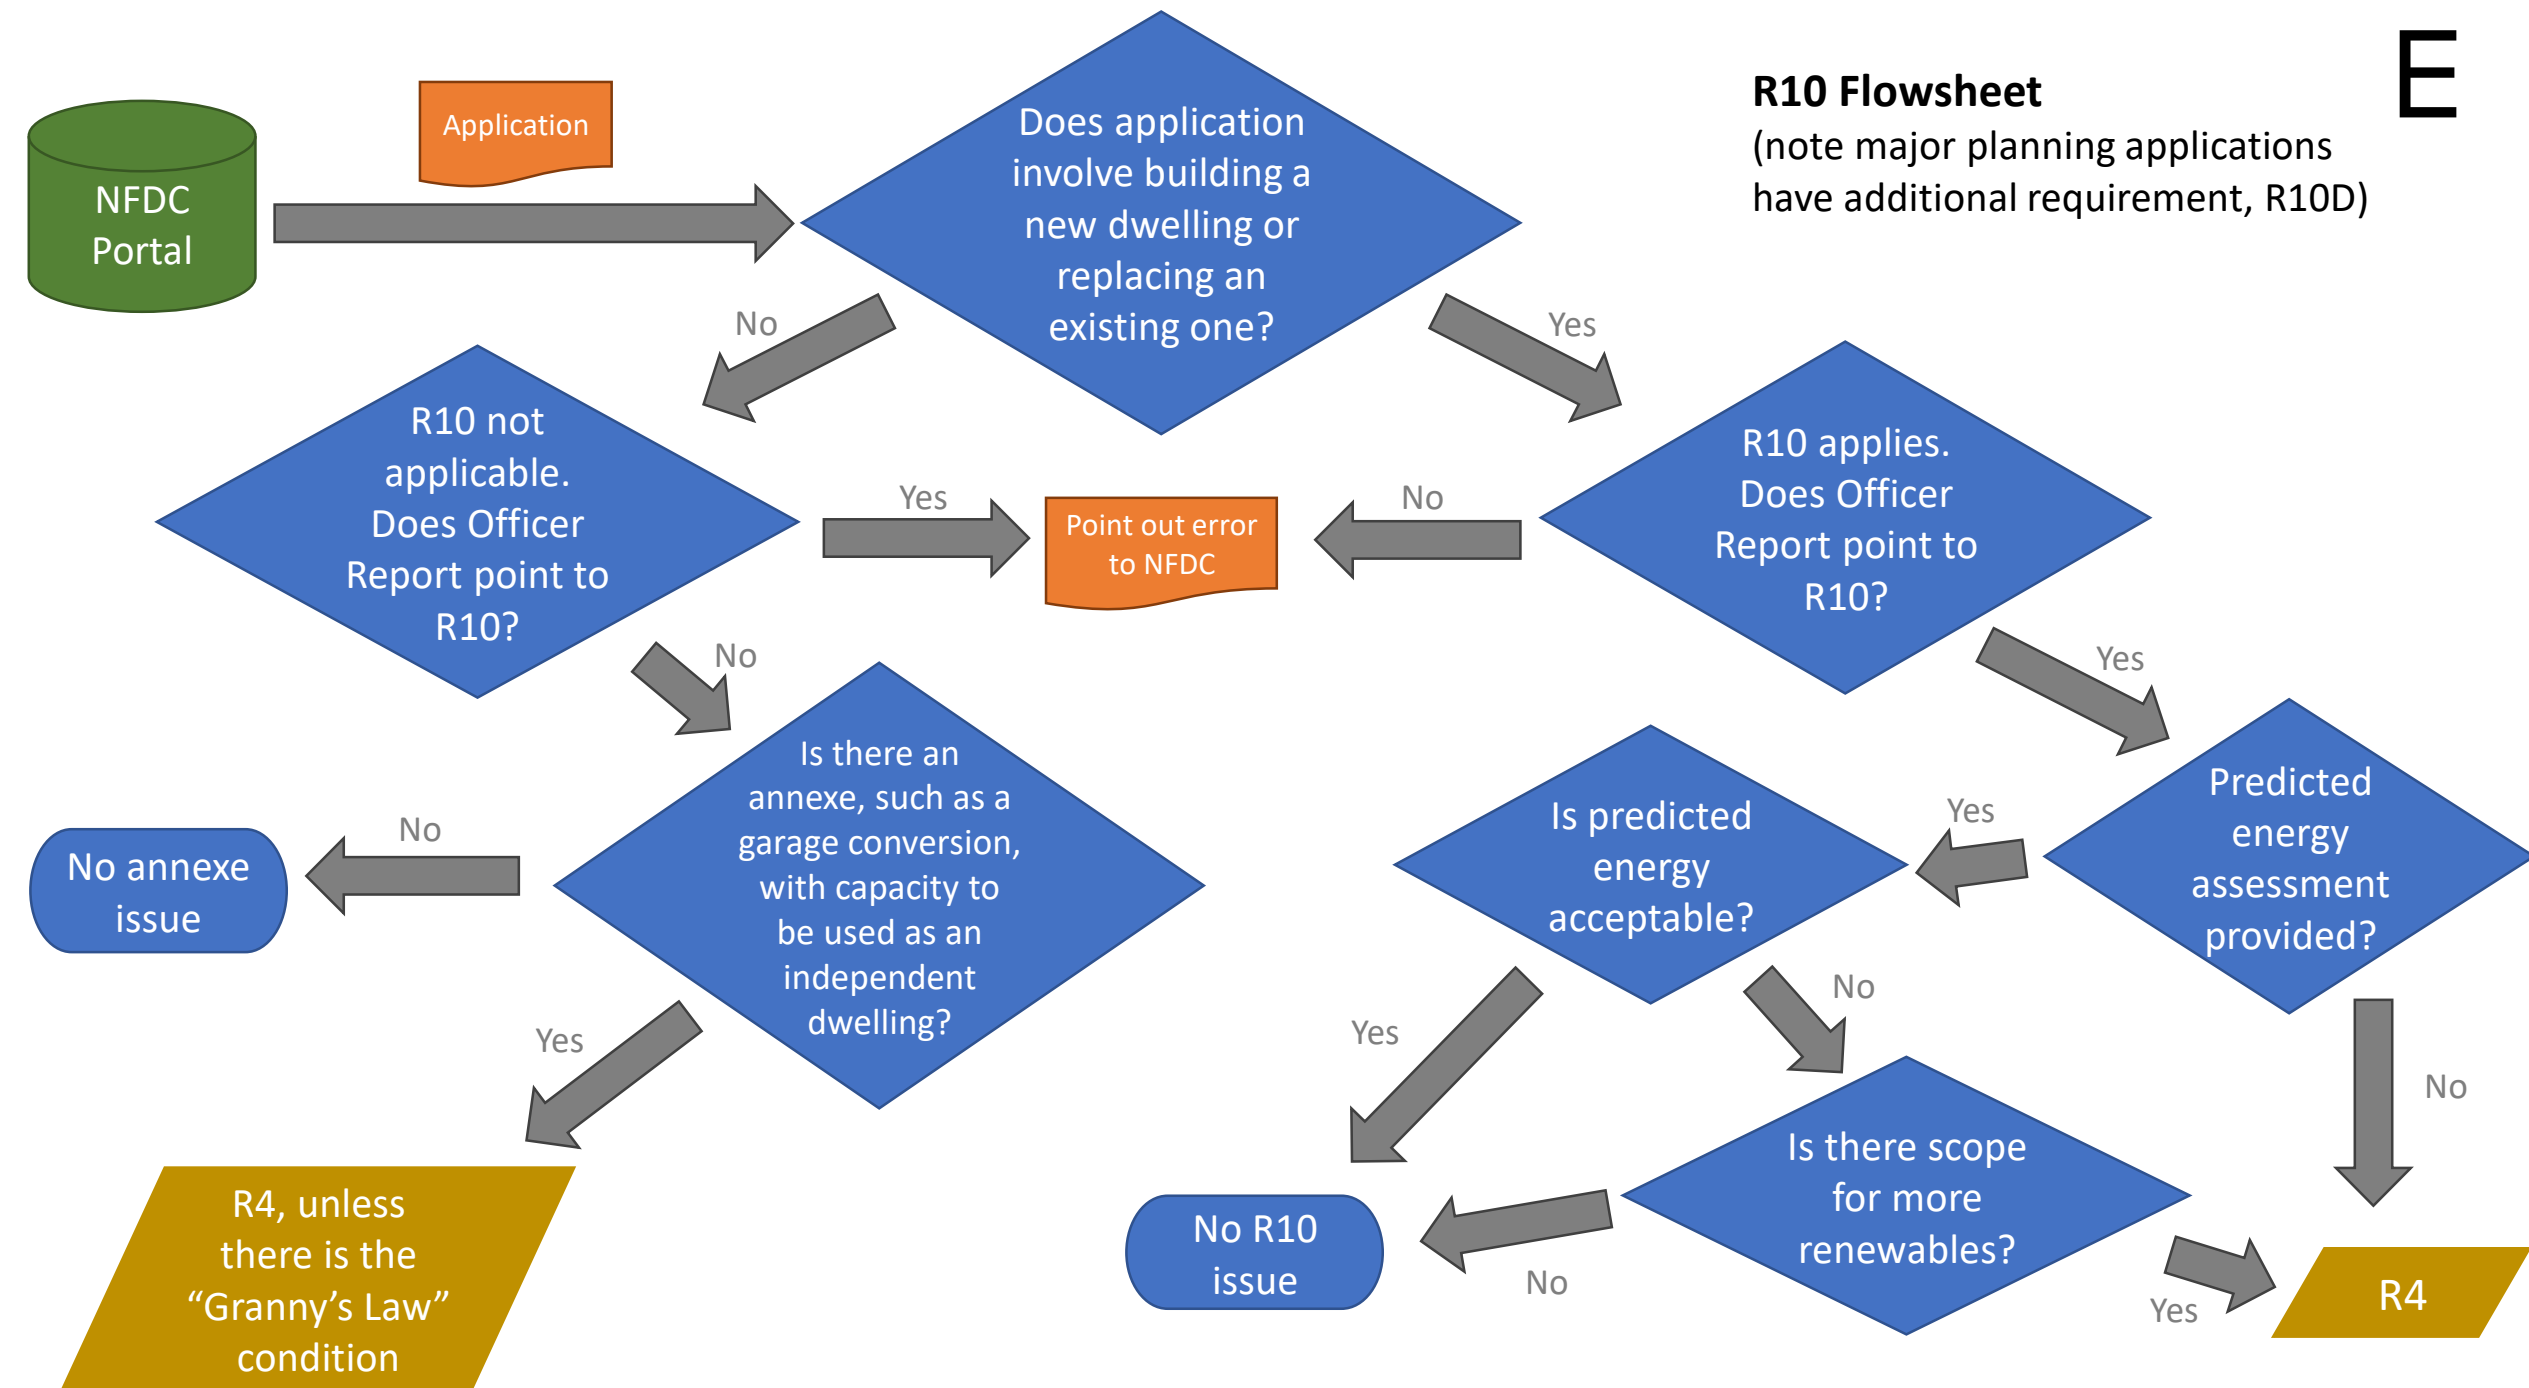 E
R10 Flowsheet
(note major planning applications
have additional requirement, R10D)
NFDC
Portal
Application
Does application
involve building a
new dwelling or
replacing an
existing one?
No
Yes
R10 not
applicable.
Does Officer
Report point to
R10?
Yes
Point out error
to NFDC
No
R10 applies.
Does Officer
Report point to
R10?
No
Yes
Is there an
annexe, such as a
garage conversion,
with capacity to
be used as an
independent
dwelling?
No
No annexe
issue
Yes
R4, unless
there is the
“Granny’s Law”
condition
Predicted
energy
assessment
provided?
Yes
No
Is predicted
energy
acceptable?
Yes
No
Is there scope
for more
renewables?
No
Yes
No R10
issue
R4